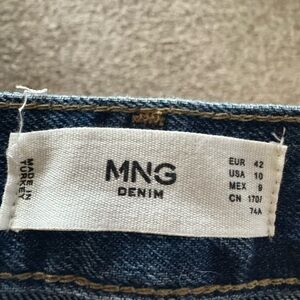 MADE IN
TURKEY
MNG
DENIM
EUR 42
USA 10
MEX 9
CN 170/
74A